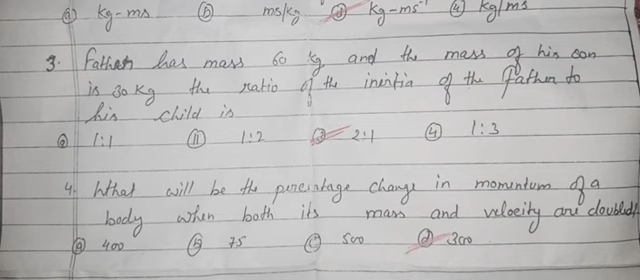 ⓐ kg-ms ⓑ ms/kg ⓓ kg-ms⁻¹ ④ kg/ms
3. Father has mass 60 kg and the mass of his son
is 30 kg the ratio of the inertia of the father to
his child is
ⓐ 1:1 ⑪ 1:2 ③ 2:1 ④ 1:3
4. What will be the percentage change in momentum of a
body when both its mass and velocity are doubled
ⓐ 400 ⓑ 75 ⓒ 500 ⓓ 300